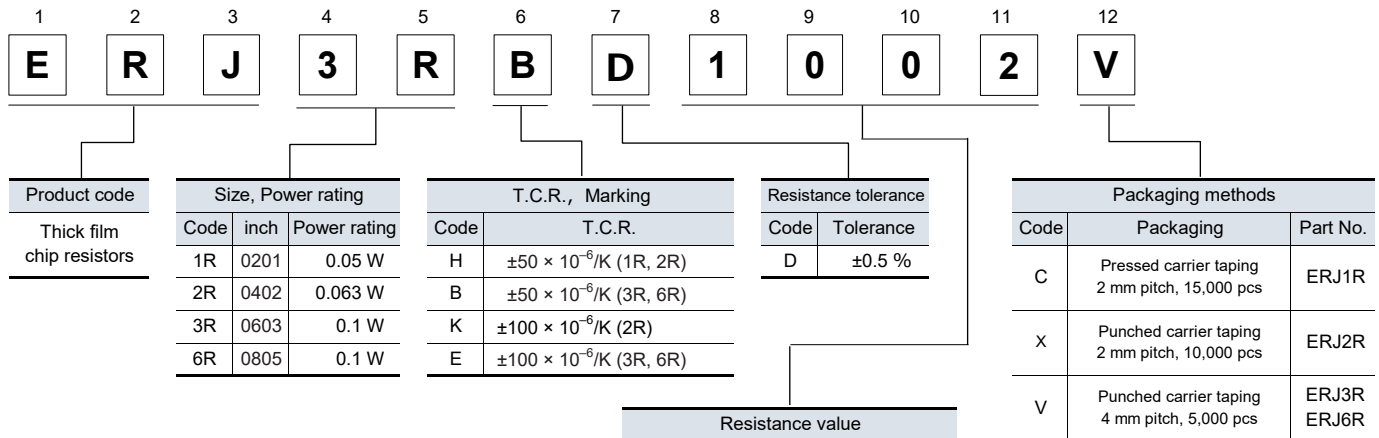 1 2 3 4 5 6 7 8 9 10 11 12
E R J 3 R B D 1 0 0 2 V
Product code
Thick film
chip resistors
Size, Power rating
Code inch Power rating
1R 0201 0.05 W
2R 0402 0.063 W
3R 0603 0.1 W
6R 0805 0.1 W
T.C.R., Marking
Code T.C.R.
H ±50 × 10⁻⁶/K (1R, 2R)
B ±50 × 10⁻⁶/K (3R, 6R)
K ±100 × 10⁻⁶/K (2R)
E ±100 × 10⁻⁶/K (3R, 6R)
Resistance tolerance
Code Tolerance
D ±0.5 %
Resistance value
Packaging methods
Code Packaging Part No.
C Pressed carrier taping
2 mm pitch, 15,000 pcs ERJ1R
X Punched carrier taping
2 mm pitch, 10,000 pcs ERJ2R
V Punched carrier taping ERJ3R
4 mm pitch, 5,000 pcs ERJ6R